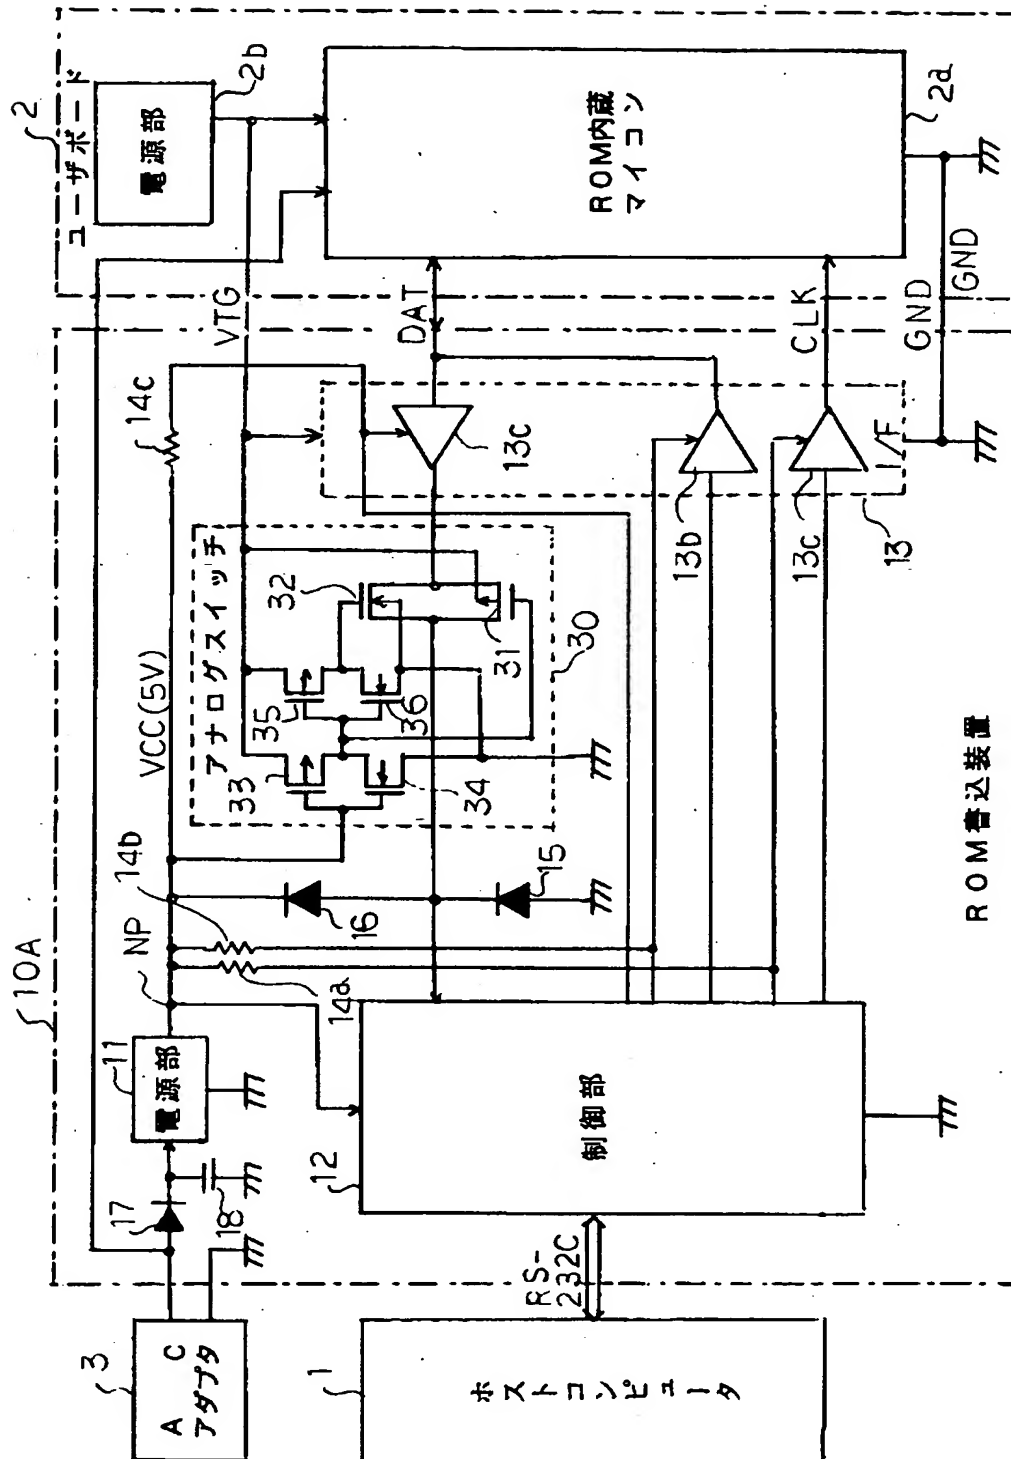 2
ユーザボード
電源部
2b
ROM内蔵
マイコン
2a
VTG
DAT
CLK
GND
GND
14c
13c
13b
13c
I/F
13
アナログスイッチ
32
31
30
35
36
33
34
VCC(5V)
14b
15
16
NP
14a
10A
11
電源部
17
18
12
制御部
ROM書込装置
RS-
232C
3
AC
アダプタ
1
ホストコンピュータ